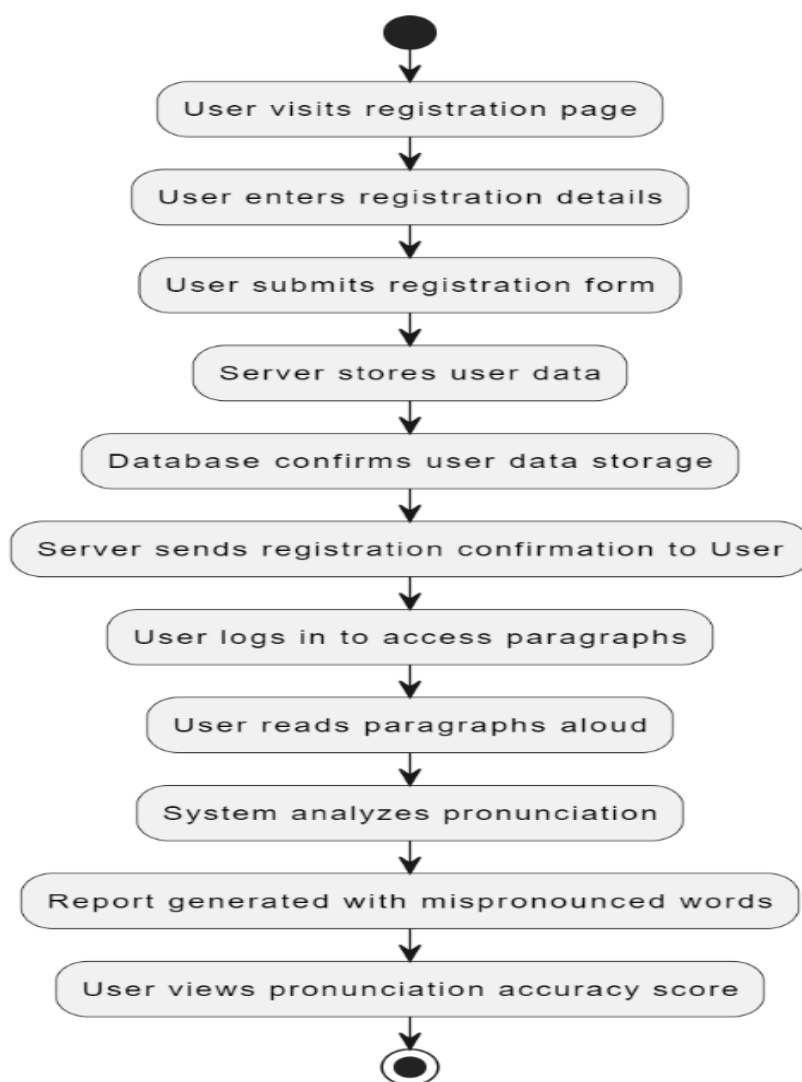 User visits registration page
User enters registration details
User submits registration form
Server stores user data
Database confirms user data storage
Server sends registration confirmation to User
User logs in to access paragraphs
User reads paragraphs aloud
System analyzes pronunciation
Report generated with mispronounced words
User views pronunciation accuracy score